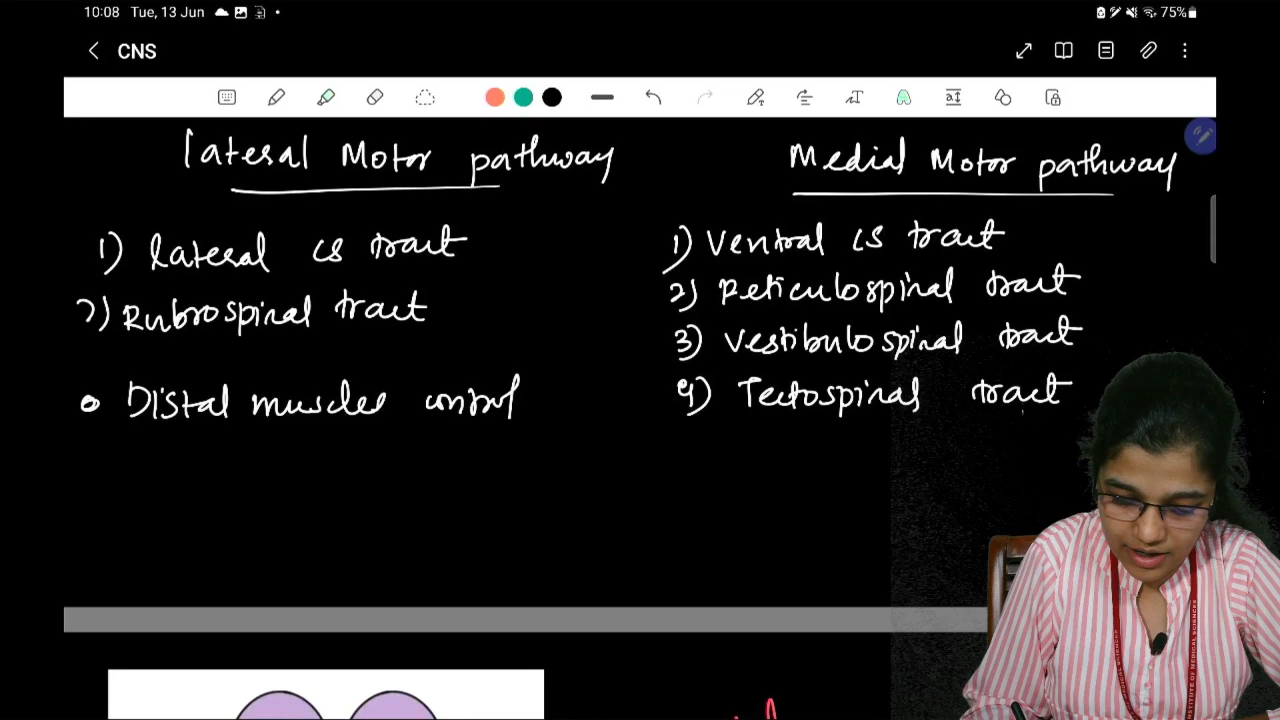 10:08 Tue, 13 Jun
75%
CNS
lateral Motor pathway
Medial Motor pathway
1) lateral cs tract
2) Rubrospinal tract
• Distal muscles control
1) Ventral cs tract
2) Reticulospinal tract
3) Vestibulospinal tract
4) Tectospinal tract